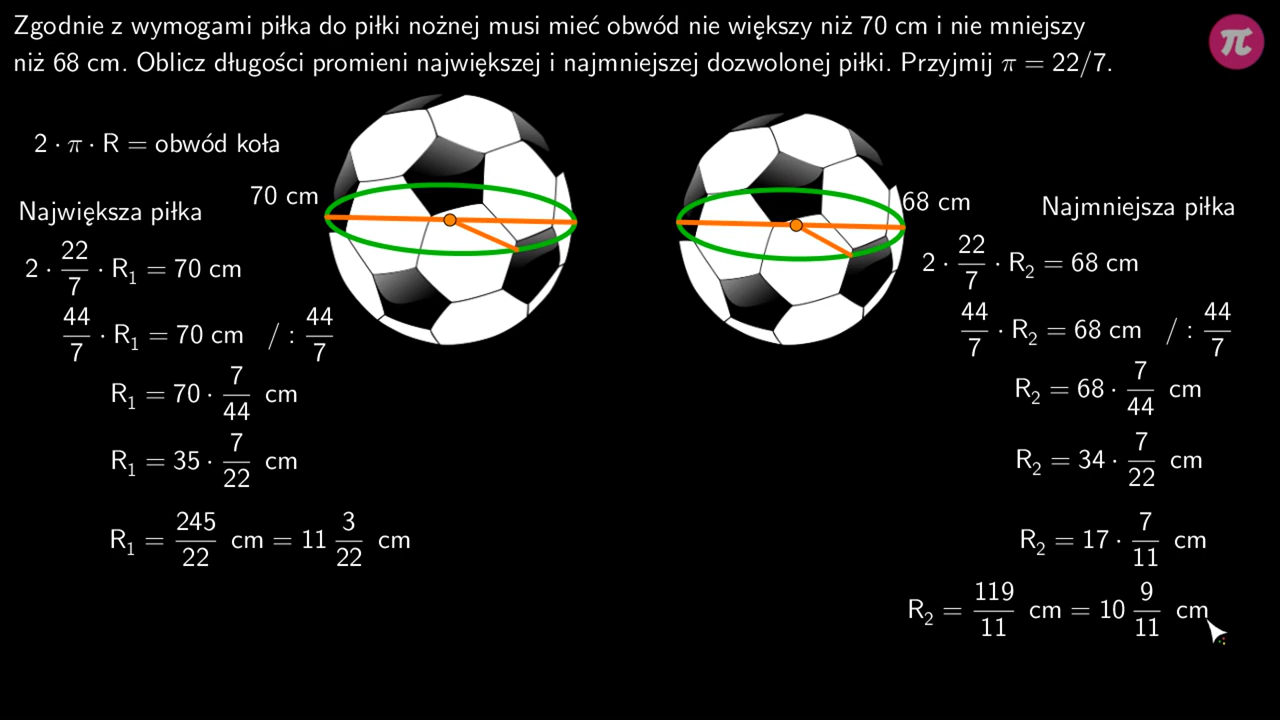 Zgodnie z wymogami piłka do piłki nożnej musi mieć obwód nie większy niż 70 cm i nie mniejszy
niż 68 cm. Oblicz długości promieni największej i najmniejszej dozwolonej piłki. Przyjmij π = 22/7.
π
2 · π · R = obwód koła
70 cm
Największa piłka
2 · 22/7 · R₁ = 70 cm
44/7 · R₁ = 70 cm / : 44/7
R₁ = 70 · 7/44 cm
R₁ = 35 · 7/22 cm
R₁ = 245/22 cm = 11 3/22 cm
68 cm
Najmniejsza piłka
2 · 22/7 · R₂ = 68 cm
44/7 · R₂ = 68 cm / : 44/7
R₂ = 68 · 7/44 cm
R₂ = 34 · 7/22 cm
R₂ = 17 · 7/11 cm
R₂ = 119/11 cm = 10 9/11 cm